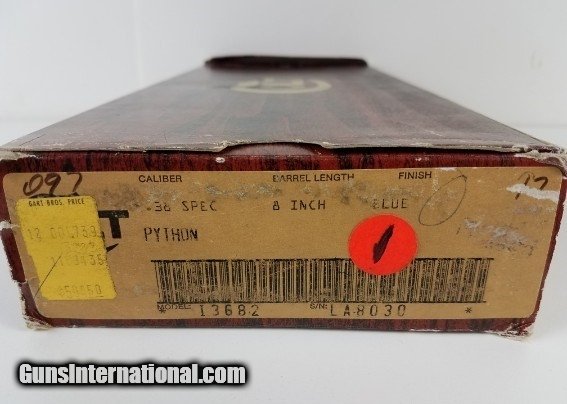 097
CALIBER BARREL LENGTH FINISH
.38 SPEC 8 INCH BLUE
PYTHON
GART BROS. PRICE
1
MODEL: 13682 S/N: LA8030
GunsInternational.com